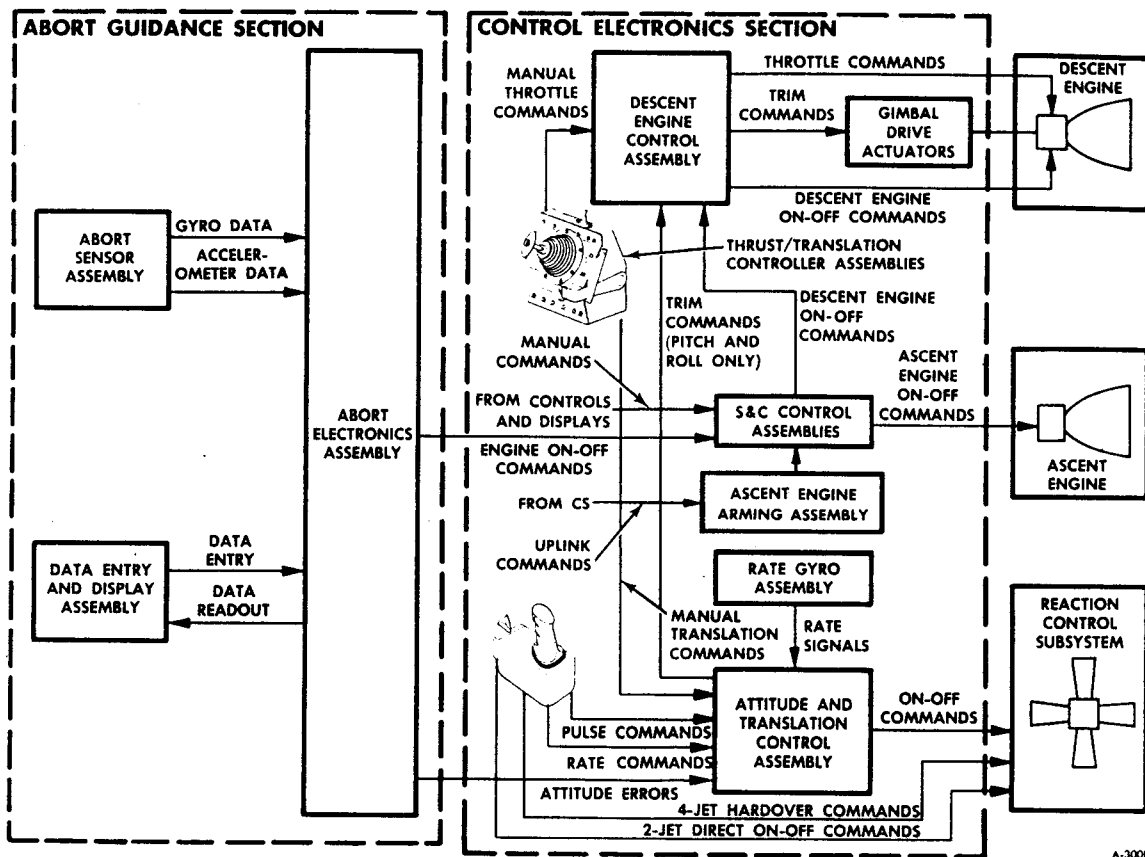 ABORT GUIDANCE SECTION
ABORT
SENSOR
ASSEMBLY
GYRO DATA
ACCELER-
OMETER DATA
ABORT
ELECTRONICS
ASSEMBLY
DATA ENTRY
AND DISPLAY
ASSEMBLY
DATA
ENTRY
DATA
READOUT
CONTROL ELECTRONICS SECTION
MANUAL
THROTTLE
COMMANDS
DESCENT
ENGINE
CONTROL
ASSEMBLY
THROTTLE COMMANDS
TRIM
COMMANDS
GIMBAL
DRIVE
ACTUATORS
DESCENT
ENGINE
DESCENT ENGINE
ON-OFF COMMANDS
THRUST/TRANSLATION
CONTROLLER ASSEMBLIES
TRIM
COMMANDS
(PITCH AND
ROLL ONLY)
DESCENT ENGINE
ON-OFF
COMMANDS
MANUAL
COMMANDS
FROM CONTROLS
AND DISPLAYS
ENGINE ON-OFF
COMMANDS
S&C CONTROL
ASSEMBLIES
ASCENT
ENGINE
ON-OFF
COMMANDS
ASCENT
ENGINE
FROM CS
UPLINK
COMMANDS
ASCENT ENGINE
ARMING ASSEMBLY
RATE GYRO
ASSEMBLY
RATE
SIGNALS
MANUAL
TRANSLATION
COMMANDS
ATTITUDE AND
TRANSLATION
CONTROL
ASSEMBLY
PULSE COMMANDS
RATE COMMANDS
ATTITUDE ERRORS
4-JET HARDOVER COMMANDS
2-JET DIRECT ON-OFF COMMANDS
ON-OFF
COMMANDS
REACTION
CONTROL
SUBSYSTEM